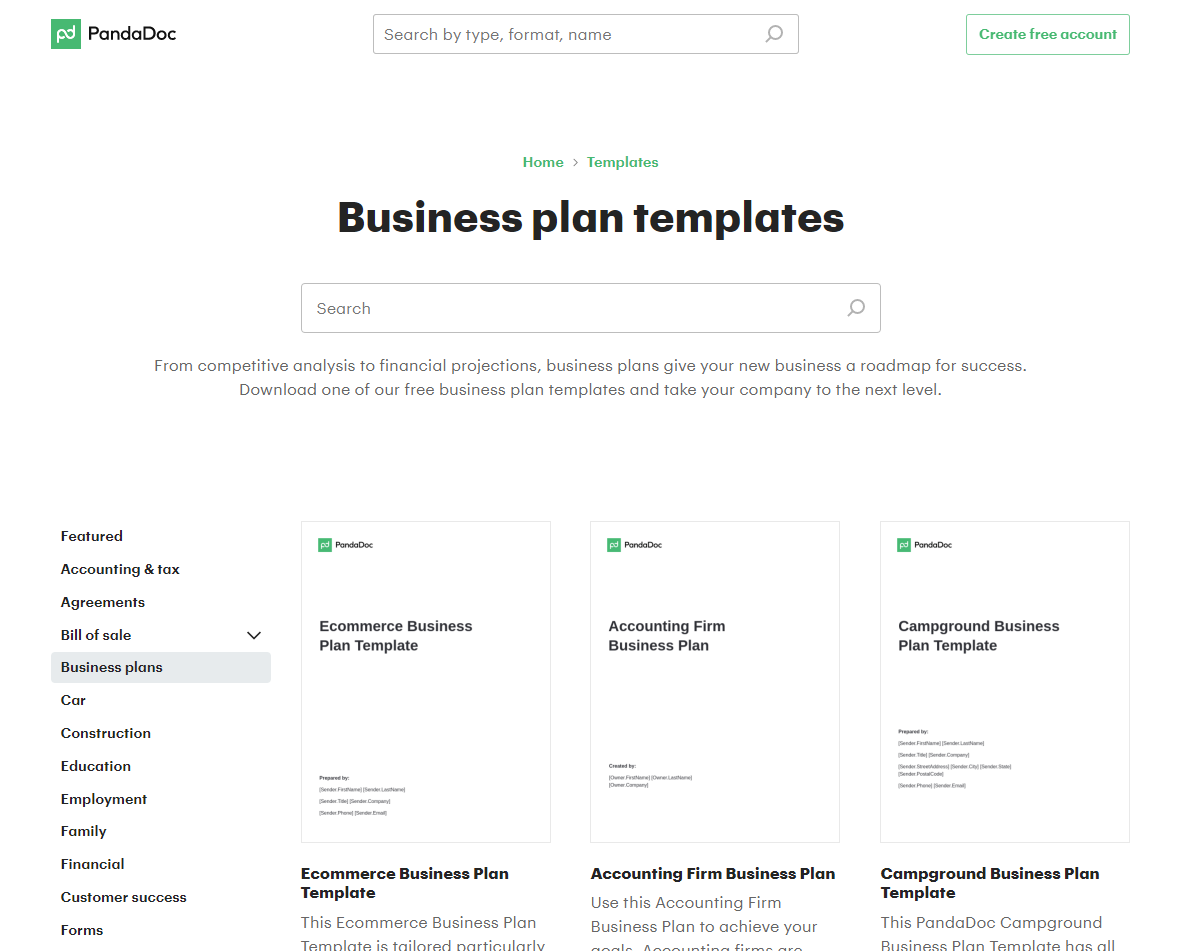 pd PandaDoc
Search by type, format, name
Create free account
Home > Templates
Business plan templates
Search
From competitive analysis to financial projections, business plans give your new business a roadmap for success.
Download one of our free business plan templates and take your company to the next level.
Featured
Accounting & tax
Agreements
Bill of sale
Business plans
Car
Construction
Education
Employment
Family
Financial
Customer success
Forms
pd PandaDoc
Ecommerce Business
Plan Template
Prepared by:
[Sender.FirstName] [Sender.LastName]
[Sender.Title] [Sender.Company]
[Sender.Phone] [Sender.Email]
Ecommerce Business Plan
Template
This Ecommerce Business Plan
Template is tailored particularly
pd PandaDoc
Accounting Firm
Business Plan
Created by:
[Owner.FirstName] [Owner.LastName]
[Owner.Company]
Accounting Firm Business Plan
Use this Accounting Firm
Business Plan to achieve your
goals. Accounting firms are
pd PandaDoc
Campground Business
Plan Template
Prepared by:
[Sender.FirstName] [Sender.LastName]
[Sender.Title] [Sender.Company]
[Sender.StreetAddress] [Sender.City] [Sender.State]
[Sender.PostalCode]
[Sender.Phone] [Sender.Email]
Campground Business Plan
Template
This PandaDoc Campground
Business Plan Template has all